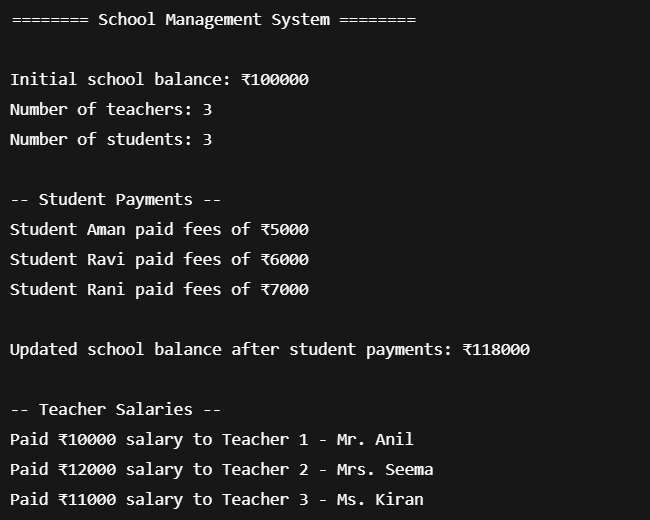 ======== School Management System ========
Initial school balance: ₹100000
Number of teachers: 3
Number of students: 3
-- Student Payments --
Student Aman paid fees of ₹5000
Student Ravi paid fees of ₹6000
Student Rani paid fees of ₹7000
Updated school balance after student payments: ₹118000
-- Teacher Salaries --
Paid ₹10000 salary to Teacher 1 - Mr. Anil
Paid ₹12000 salary to Teacher 2 - Mrs. Seema
Paid ₹11000 salary to Teacher 3 - Ms. Kiran